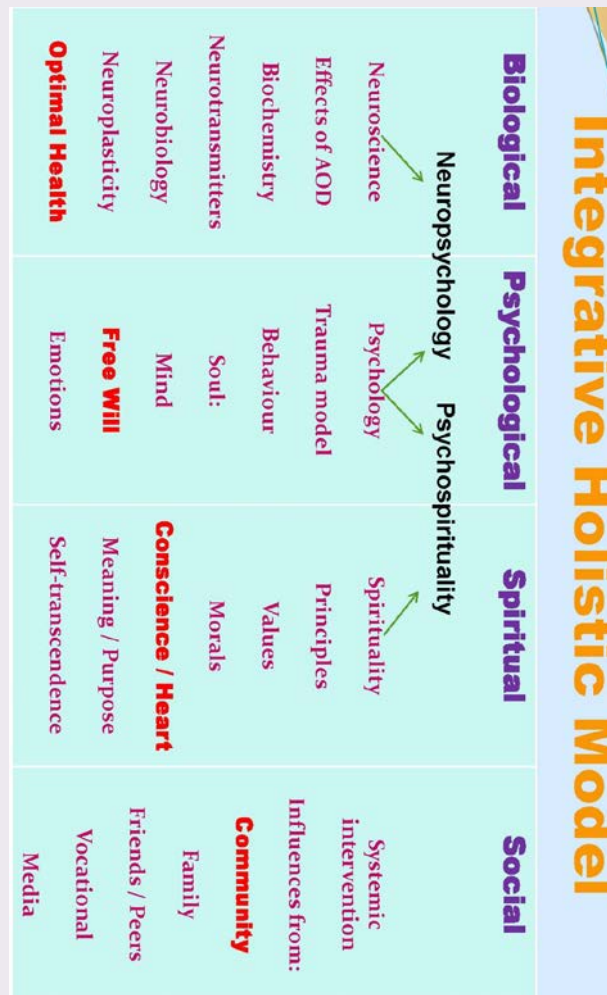 Integrative Holistic Model
Biological
Psychological
Spiritual
Social
Neuropsychology
Psychospirituality
Neuroscience
Effects of AOD
Biochemistry
Neurotransmitters
Neurobiology
Neuroplasticity
Optimal Health
Psychology
Trauma model
Behaviour
Soul:
Mind
Free Will
Emotions
Spirituality
Principles
Values
Morals
Conscience / Heart
Meaning / Purpose
Self-transcendence
Systemic
intervention
Influences from:
Community
Family
Friends / Peers
Vocational
Media